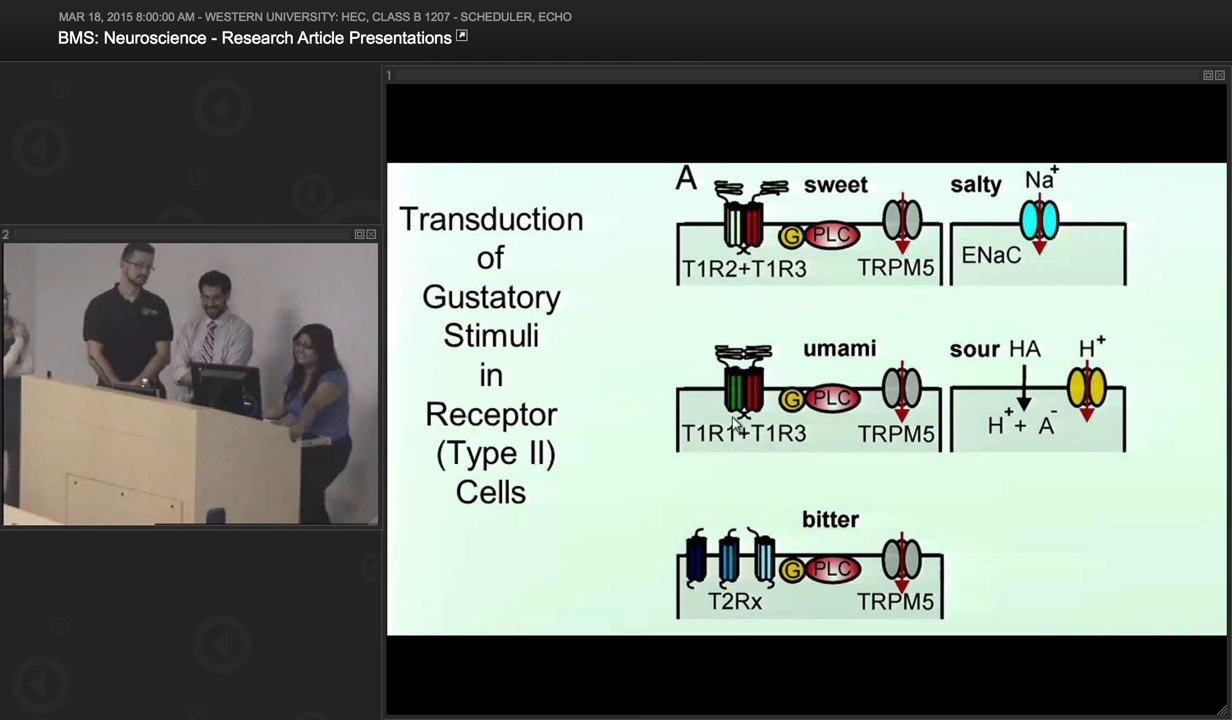 MAR 18, 2015 8:00:00 AM - WESTERN UNIVERSITY: HEC, CLASS B 1207 - SCHEDULER, ECHO
BMS: Neuroscience - Research Article Presentations
1
2
Transduction
of
Gustatory
Stimuli
in
Receptor
(Type II)
Cells
A
sweet
G
PLC
T1R2+T1R3
TRPM5
salty
Na+
ENaC
umami
G
PLC
T1R1+T1R3
TRPM5
sour HA
H+
H+ + A-
bitter
G
PLC
T2Rx
TRPM5